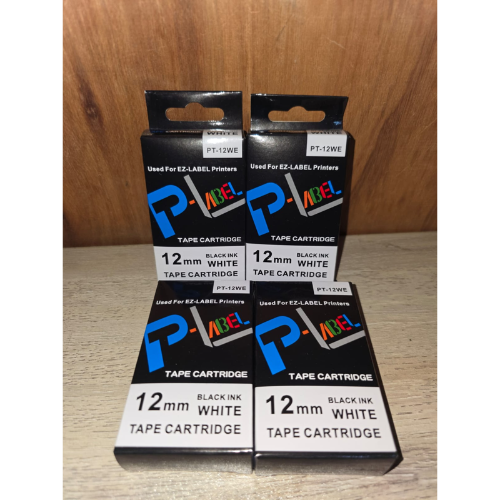 WHITE
PT-12WE
Used For EZ-LABEL Printers
P-LABEL
TAPE CARTRIDGE
12mm BLACK INK WHITE
TAPE CARTRIDGE
WHITE
PT-12WE
Used For EZ-LABEL Printers
P-LABEL
TAPE CARTRIDGE
12mm BLACK INK WHITE
TAPE CARTRIDGE
PT-12WE
Used For EZ-LABEL Printers
P-LABEL
TAPE CARTRIDGE
12mm BLACK INK WHITE
TAPE CARTRIDGE
PT-12WE
Used For EZ-LABEL Printers
P-LABEL
TAPE CARTRIDGE
12mm BLACK INK WHITE
TAPE CARTRIDGE